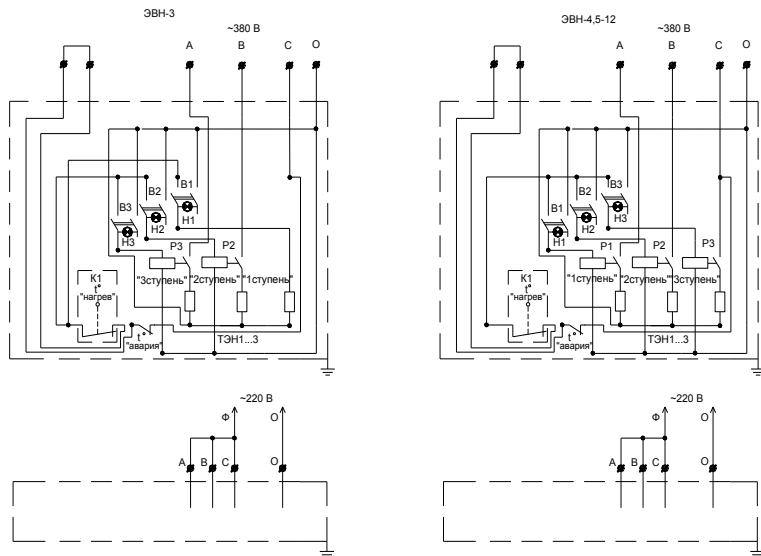 ЭВН-3
~380 В
А В С О
В1
В2
В3
Н1
Н2
Н3
Р3 Р2
"3ступень" "2ступень" "1ступень"
К1
t°
"нагрев"
t°
"авария"
ТЭН1...3
~220 В
Ф О
А В С О
ЭВН-4,5-12
~380 В
А В С О
В3
В2
В1
Н3
Н2
Н1
Р1 Р2 Р3
"1ступень" "2ступень" "3ступень"
К1
t°
"нагрев"
t°
"авария"
ТЭН1...3
~220 В
Ф О
А В С О